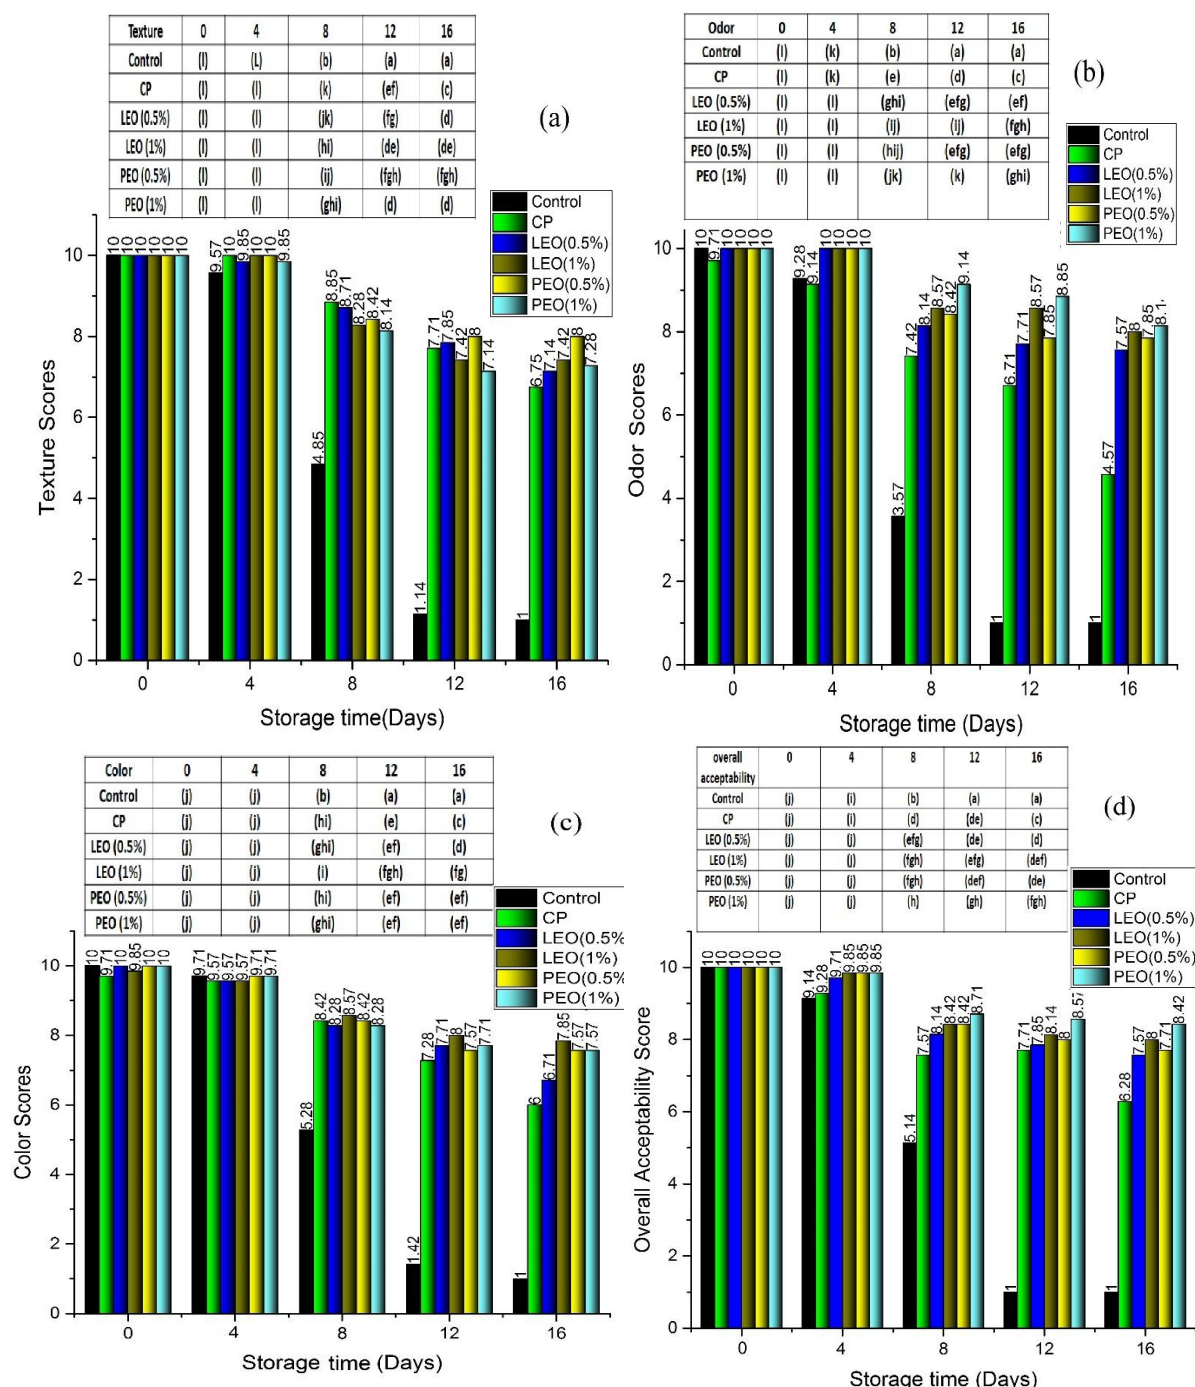 Texture 0 4 8 12 16
Control (l) (L) (b) (a) (a)
CP (l) (l) (k) (ef) (c)
LEO (0.5%) (l) (l) (jk) (fg) (d)
LEO (1%) (l) (l) (hi) (de) (de)
PEO (0.5%) (l) (l) (ij) (fgh) (fgh)
PEO (1%) (l) (l) (ghi) (d) (d)
(a)
Control
CP
LEO(0.5%)
LEO(1%)
PEO(0.5%)
PEO(1%)
10 10 10 10 10 10
9.57 10 9.85 10 10 9.85
4.85 8.85 8.71 8.28 8.42 8.14
1.14 7.71 7.85 7.42 8 7.14
1 6.75 7.14 7.42 8 7.28
10
8
6
4
2
0
Texture Scores
0 4 8 12 16
Storage time(Days)
Odor 0 4 8 12 16
Control (l) (k) (b) (a) (a)
CP (l) (k) (e) (d) (c)
LEO (0.5%) (l) (l) (ghi) (efg) (ef)
LEO (1%) (l) (l) (Ij) (Ij) (fgh)
PEO (0.5%) (l) (l) (hij) (efg) (efg)
PEO (1%) (l) (l) (jk) (k) (ghi)
(b)
Control
CP
LEO(0.5%)
LEO(1%)
PEO(0.5%)
PEO(1%)
10 9.71 10 10 10 10
9.28 9.14 10 10 10 10
3.57 7.42 8.14 8.57 8.42 9.14
1 6.71 7.71 8.57 7.85 8.85
1 4.57 7.57 8 7.85 8.1
10
8
6
4
2
0
Odor Scores
0 4 8 12 16
Storage time (Days)
Color 0 4 8 12 16
Control (j) (j) (b) (a) (a)
CP (j) (j) (hi) (e) (c)
LEO (0.5%) (j) (j) (ghi) (ef) (d)
LEO (1%) (j) (j) (i) (fgh) (fg)
PEO (0.5%) (j) (j) (hi) (ef) (ef)
PEO (1%) (j) (j) (ghi) (ef) (ef)
(c)
Control
CP
LEO(0.5%
LEO(1%)
PEO(0.5%
PEO(1%)
10 9.71 10 9.85 10 10
9.71 9.57 9.57 9.57 9.71 9.71
5.28 8.42 8.28 8.57 8.42 8.28
1.42 7.28 7.71 8 7.57 7.71
1 6 6.71 7.85 7.57 7.57
10
8
6
4
2
0
Color Scores
0 4 8 12 16
Storage time (Days)
overall 0 4 8 12 16
acceptability
Control (j) (i) (b) (a) (a)
CP (j) (i) (d) (de) (c)
LEO (0.5%) (j) (j) (efg) (de) (d)
LEO (1%) (j) (j) (fgh) (efg) (def)
PEO (0.5%) (j) (j) (fgh) (def) (de)
PEO (1%) (j) (j) (h) (gh) (fgh)
(d)
Control
CP
LEO(0.5%)
LEO(1%)
PEO(0.5%)
PEO(1%)
10 10 10 10 10 10
9.14 9.28 9.71 9.85 9.85 9.85
5.14 7.57 8.14 8.42 8.42 8.71
1 7.71 7.85 8.14 8 8.57
1 6.28 7.57 8 7.71 8.42
10
8
6
4
2
0
Overall Acceptability Score
0 4 8 12 16
Storage time (Days)